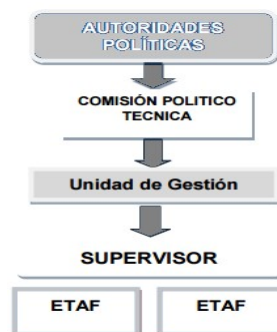 AUTORIDADES
POLÍTICAS
COMISIÓN POLITICO
TECNICA
Unidad de Gestión
SUPERVISOR
ETAF ETAF